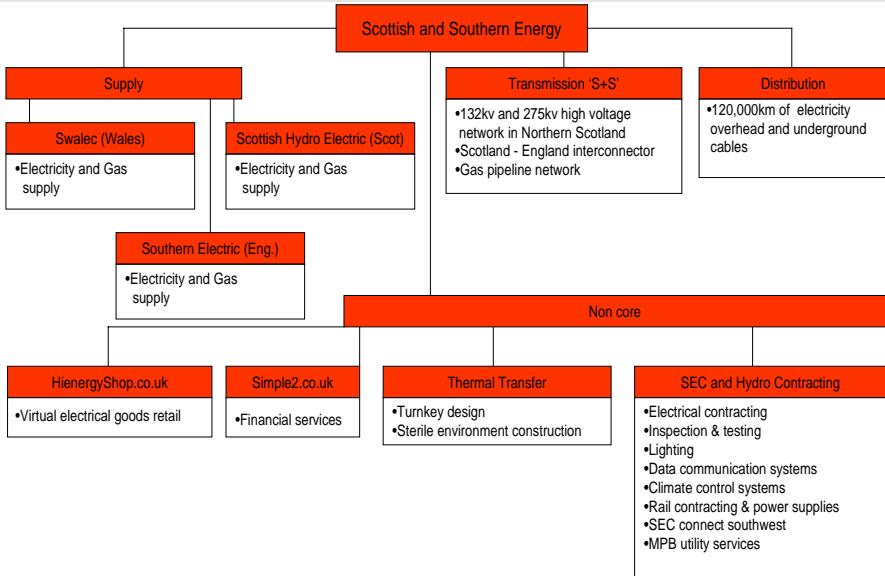 Scottish and Southern Energy
Supply
Transmission 'S+S'
Distribution
•132kv and 275kv high voltage
network in Northern Scotland
•Scotland - England interconnector
•Gas pipeline network
•120,000km of electricity
overhead and underground
cables
Swalec (Wales)
•Electricity and Gas
supply
Scottish Hydro Electric (Scot)
•Electricity and Gas
supply
Southern Electric (Eng.)
•Electricity and Gas
supply
Non core
HienergyShop.co.uk
•Virtual electrical goods retail
Simple2.co.uk
•Financial services
Thermal Transfer
•Turnkey design
•Sterile environment construction
SEC and Hydro Contracting
•Electrical contracting
•Inspection & testing
•Lighting
•Data communication systems
•Climate control systems
•Rail contracting & power supplies
•SEC connect southwest
•MPB utility services